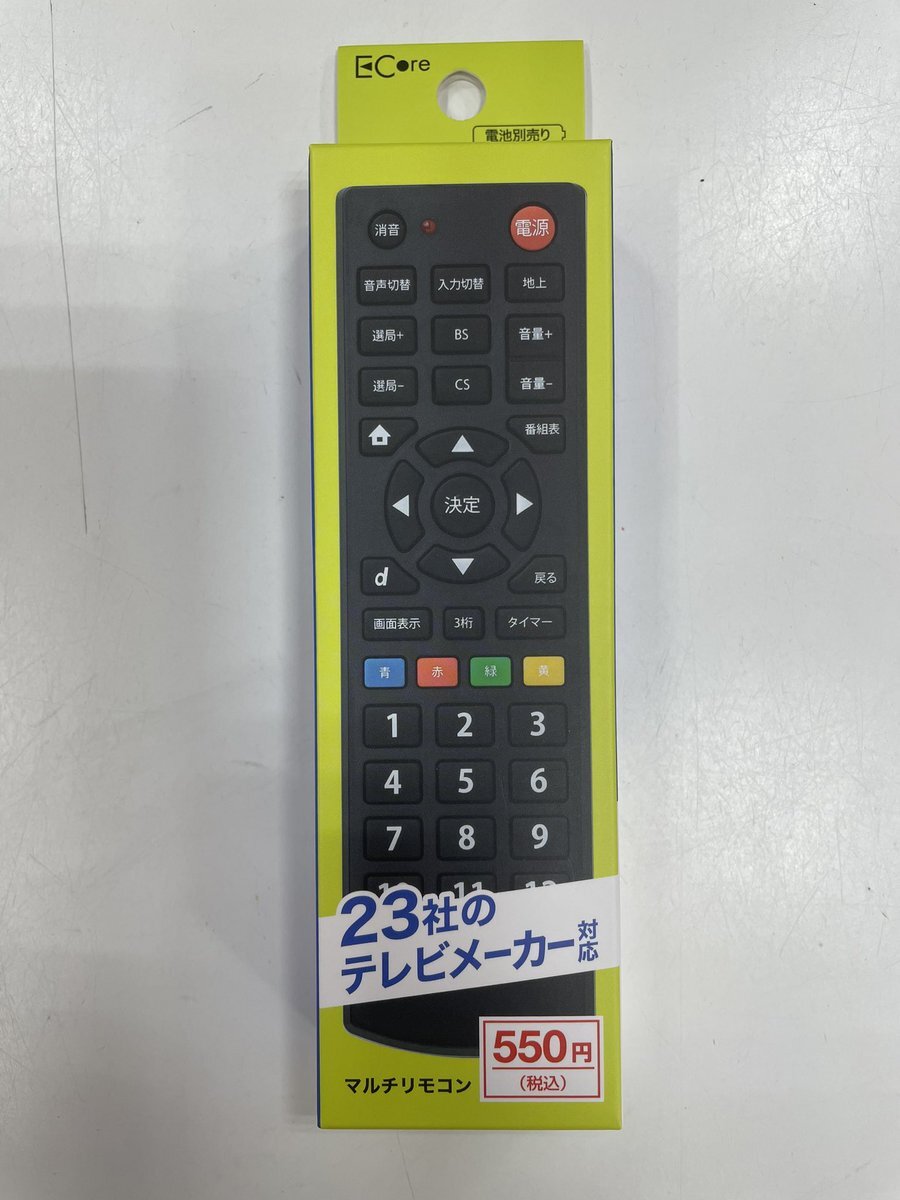 ECore
電池別売り
消音
電源
音声切替 入力切替 地上
選局+ BS 音量+
選局− CS 音量−
番組表
決定
d 戻る
画面表示 3桁 タイマー
青 赤 緑 黄
1 2 3
4 5 6
7 8 9
10 11 12
23社の
テレビメーカー対応
550円
(税込)
マルチリモコン